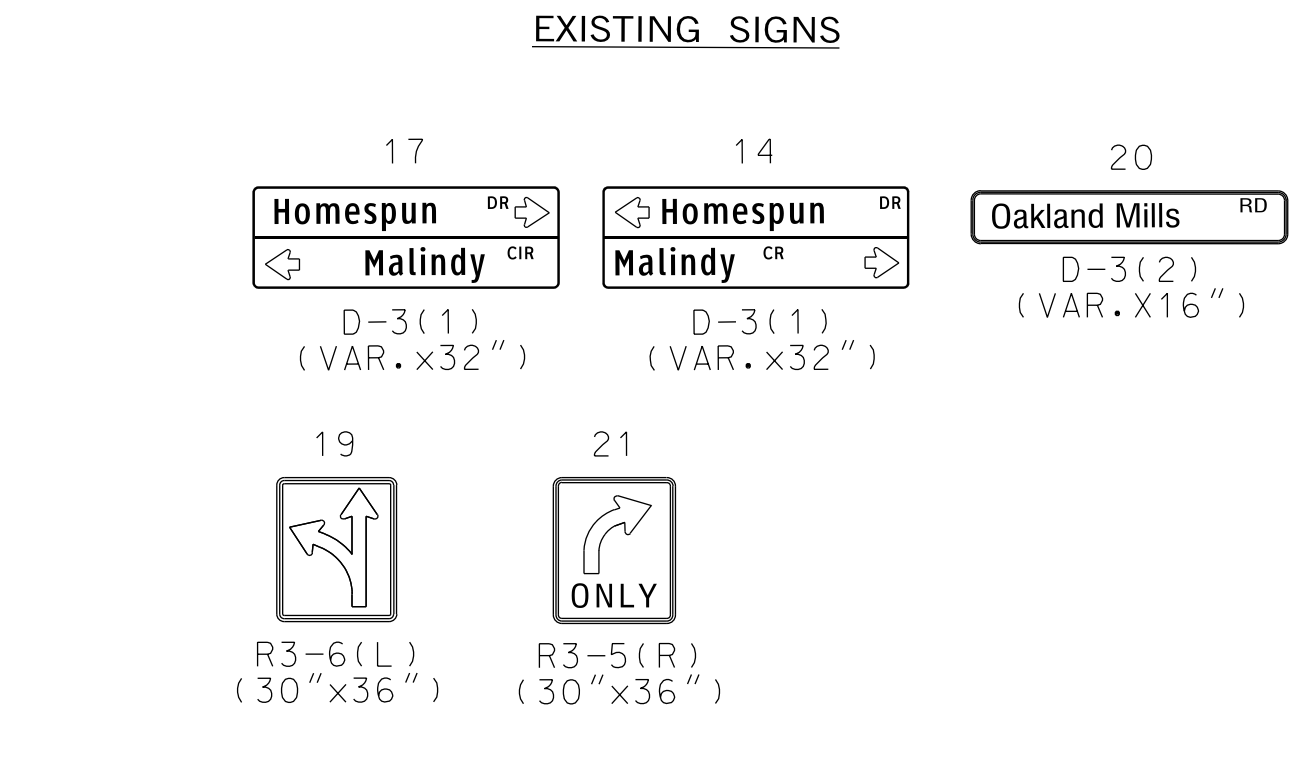 EXISTING SIGNS
17
Homespun DR
Malindy CIR
D-3(1)
(VAR.x32")
14
Homespun DR
Malindy CR
D-3(1)
(VAR.x32")
20
Oakland Mills RD
D-3(2)
(VAR.X16")
19
R3-6(L)
(30"x36")
21
ONLY
R3-5(R)
(30"x36")